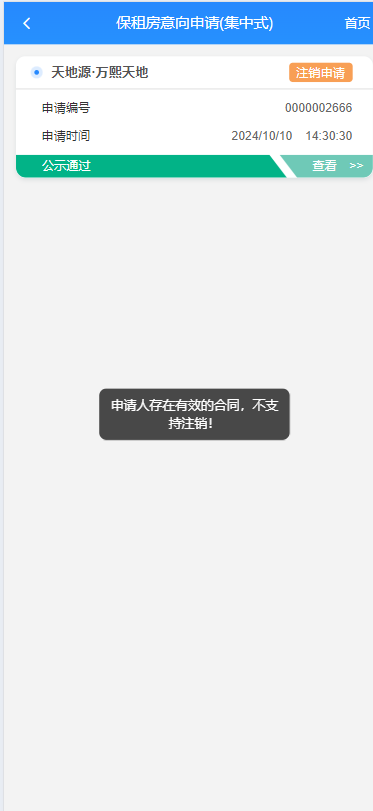 保租房意向申请(集中式) 首页
天地源·万熙天地 注销申请
申请编号 0000002666
申请时间 2024/10/10 14:30:30
公示通过 查看 >>
申请人存在有效的合同，不支
持注销！